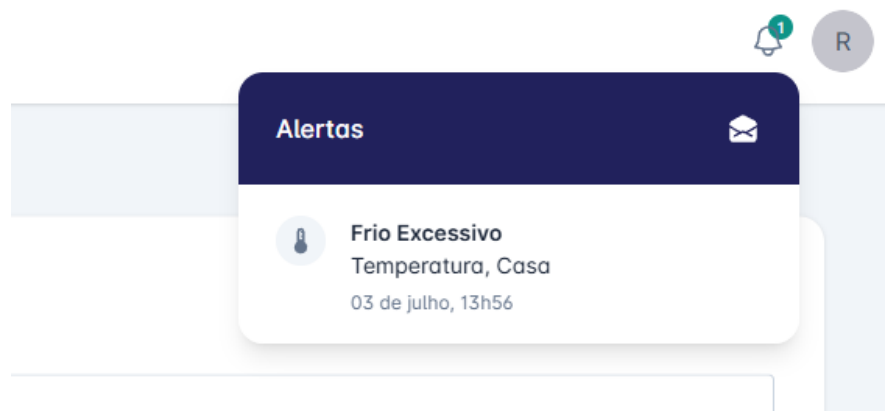 1
R
Alertas
Frio Excessivo
Temperatura, Casa
03 de julho, 13h56